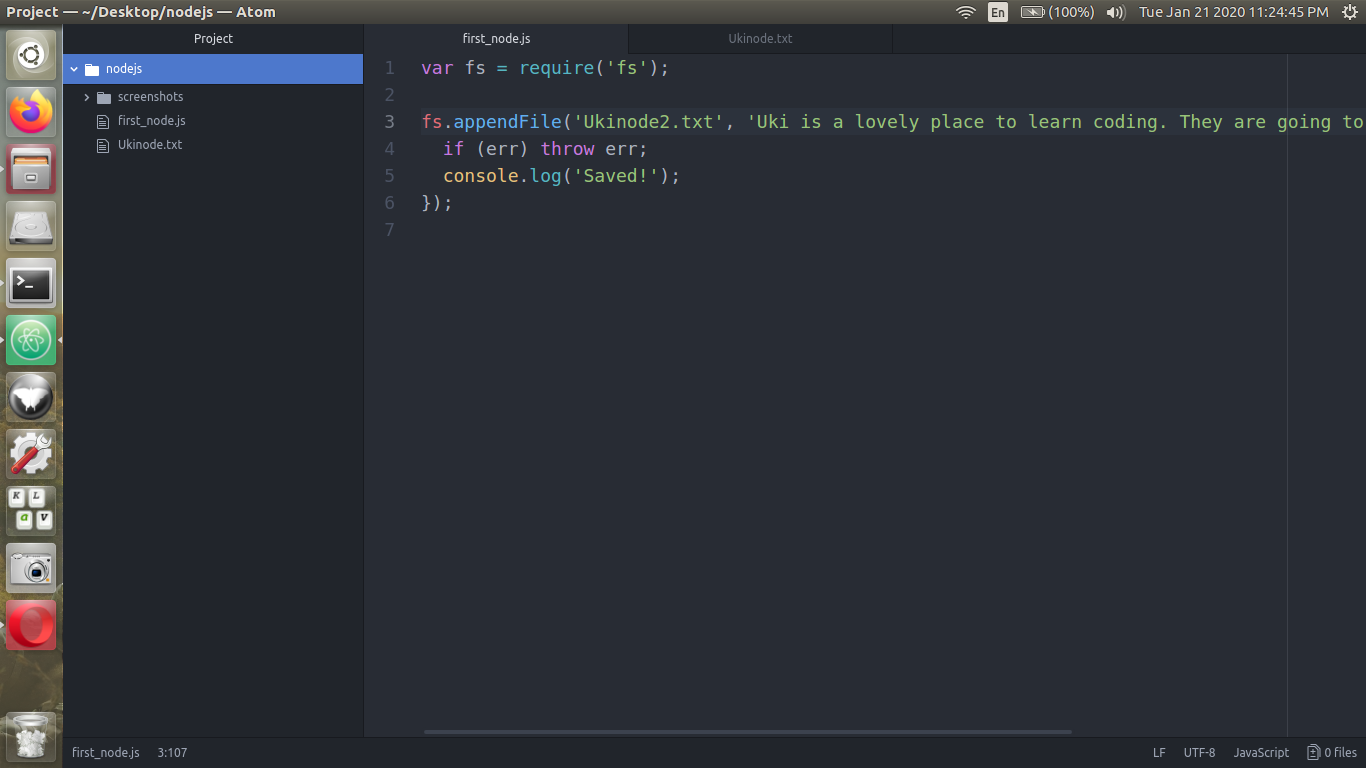 Project — ~/Desktop/nodejs — Atom
En
(100%)
Tue Jan 21 2020 11:24:45 PM
Project
first_node.js
Ukinode.txt
nodejs
screenshots
first_node.js
Ukinode.txt
1 var fs = require('fs');
2
3 fs.appendFile('Ukinode2.txt', 'Uki is a lovely place to learn coding. They are going to
4 if (err) throw err;
5 console.log('Saved!');
6 });
7
>_
K L
a v
first_node.js 3:107
LF UTF-8 JavaScript 0 files